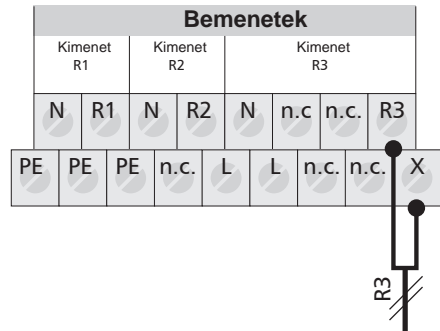 Bemenetek
Kimenet R1
Kimenet R2
Kimenet R3
N R1 N R2 N n.c n.c. R3
PE PE PE n.c. L L n.c. n.c. X
R3